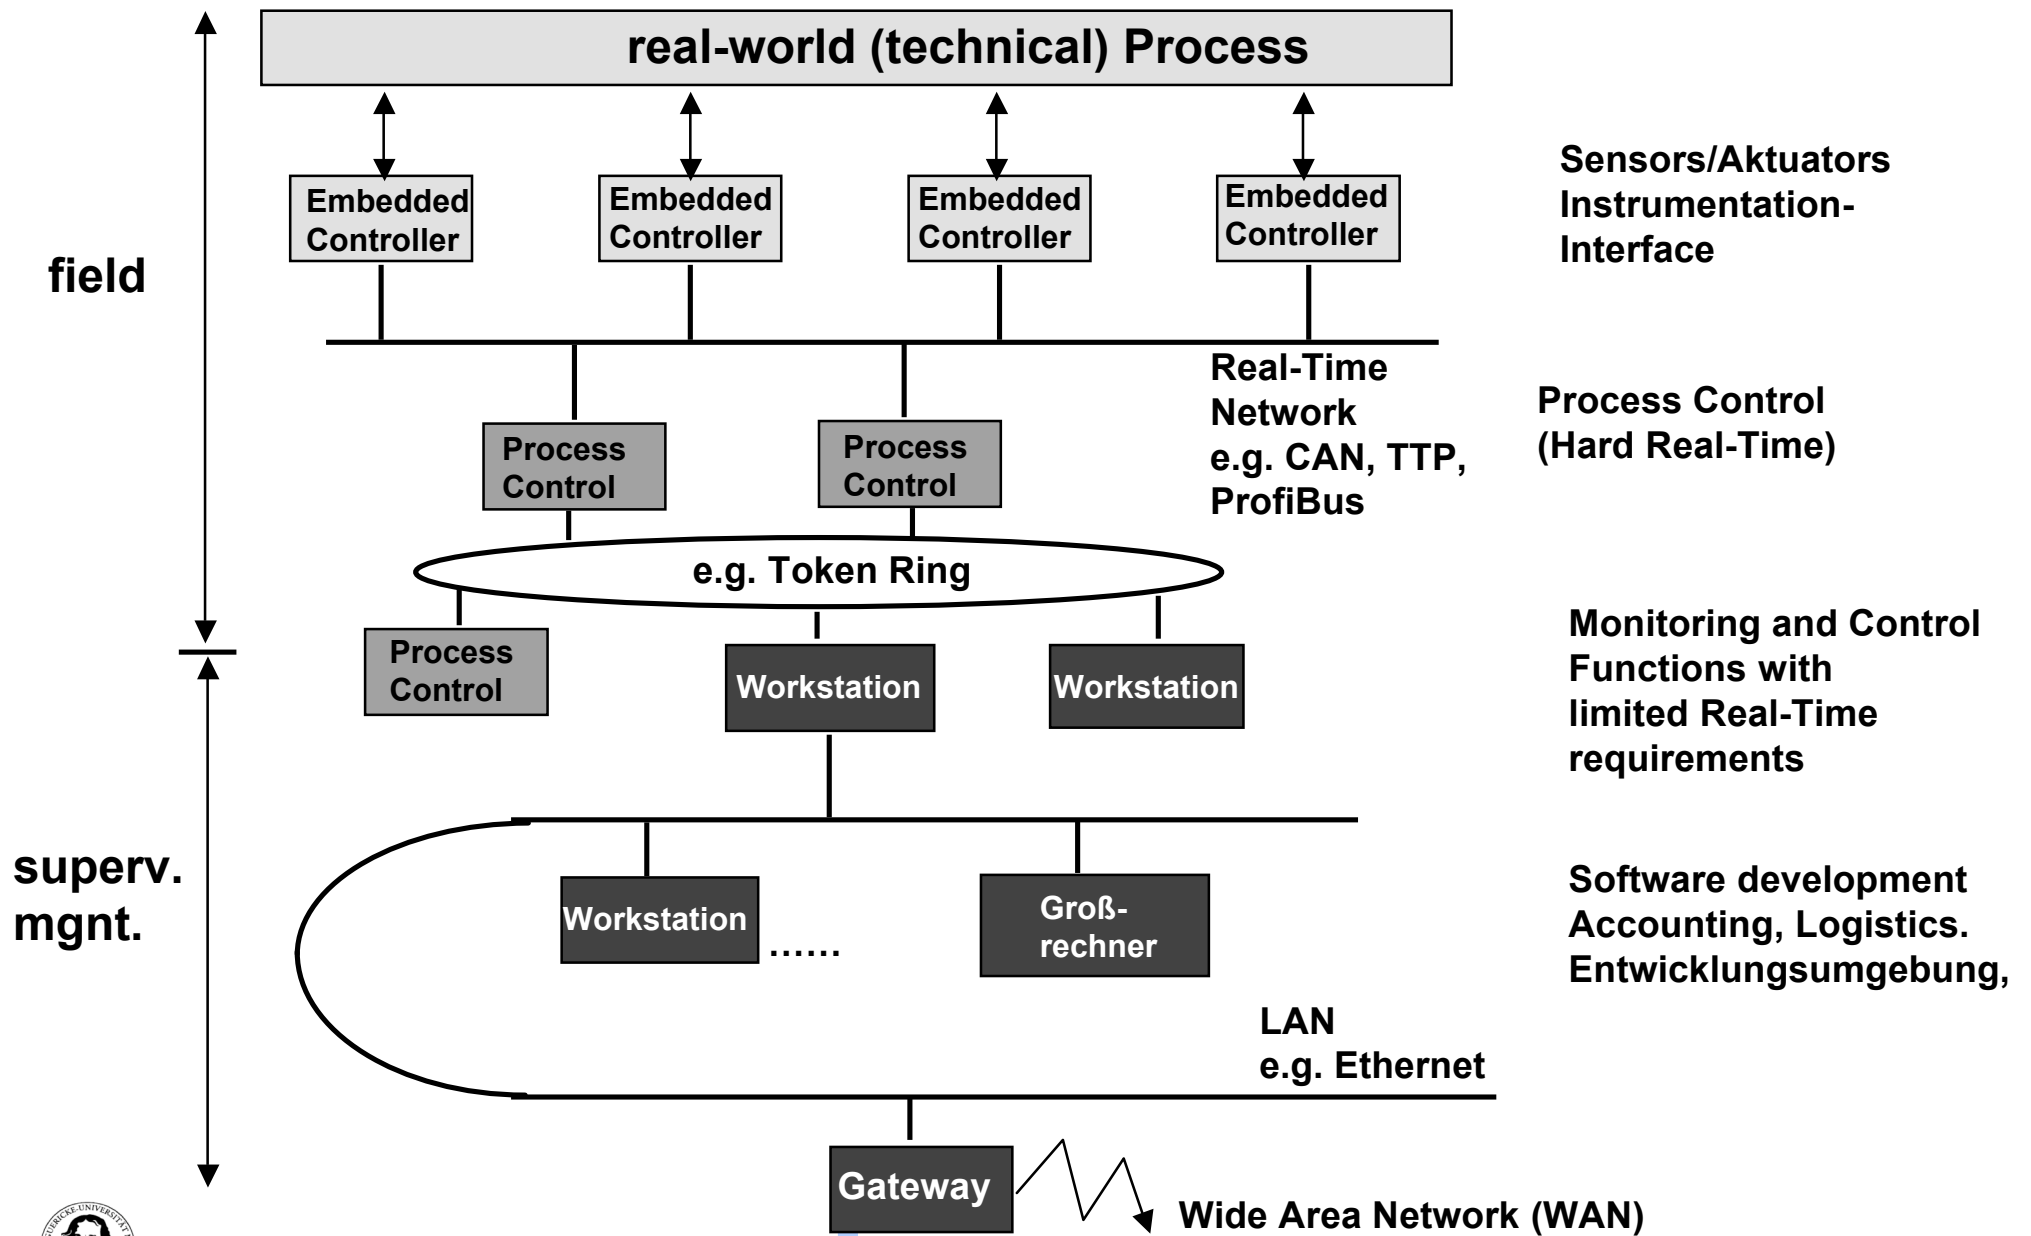 real-world (technical) Process
Embedded
Controller
Embedded
Controller
Embedded
Controller
Embedded
Controller
Sensors/Aktuators
Instrumentation-
Interface
field
Real-Time
Network
e.g. CAN, TTP,
ProfiBus
Process Control
(Hard Real-Time)
Process
Control
Process
Control
e.g. Token Ring
Process
Control
Workstation
Workstation
Monitoring and Control
Functions with
limited Real-Time
requirements
superv.
mgnt.
Workstation
......
Groß-
rechner
Software development
Accounting, Logistics.
Entwicklungsumgebung,
LAN
e.g. Ethernet
Gateway
Wide Area Network (WAN)